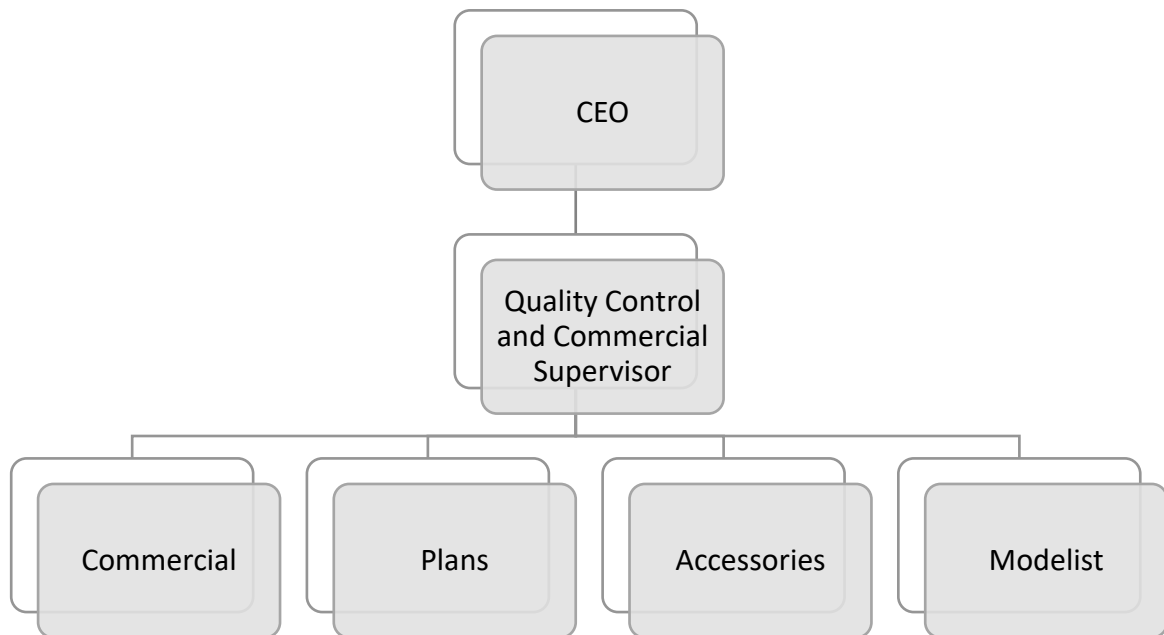 CEO
Quality Control
and Commercial
Supervisor
Commercial
Plans
Accessories
Modelist